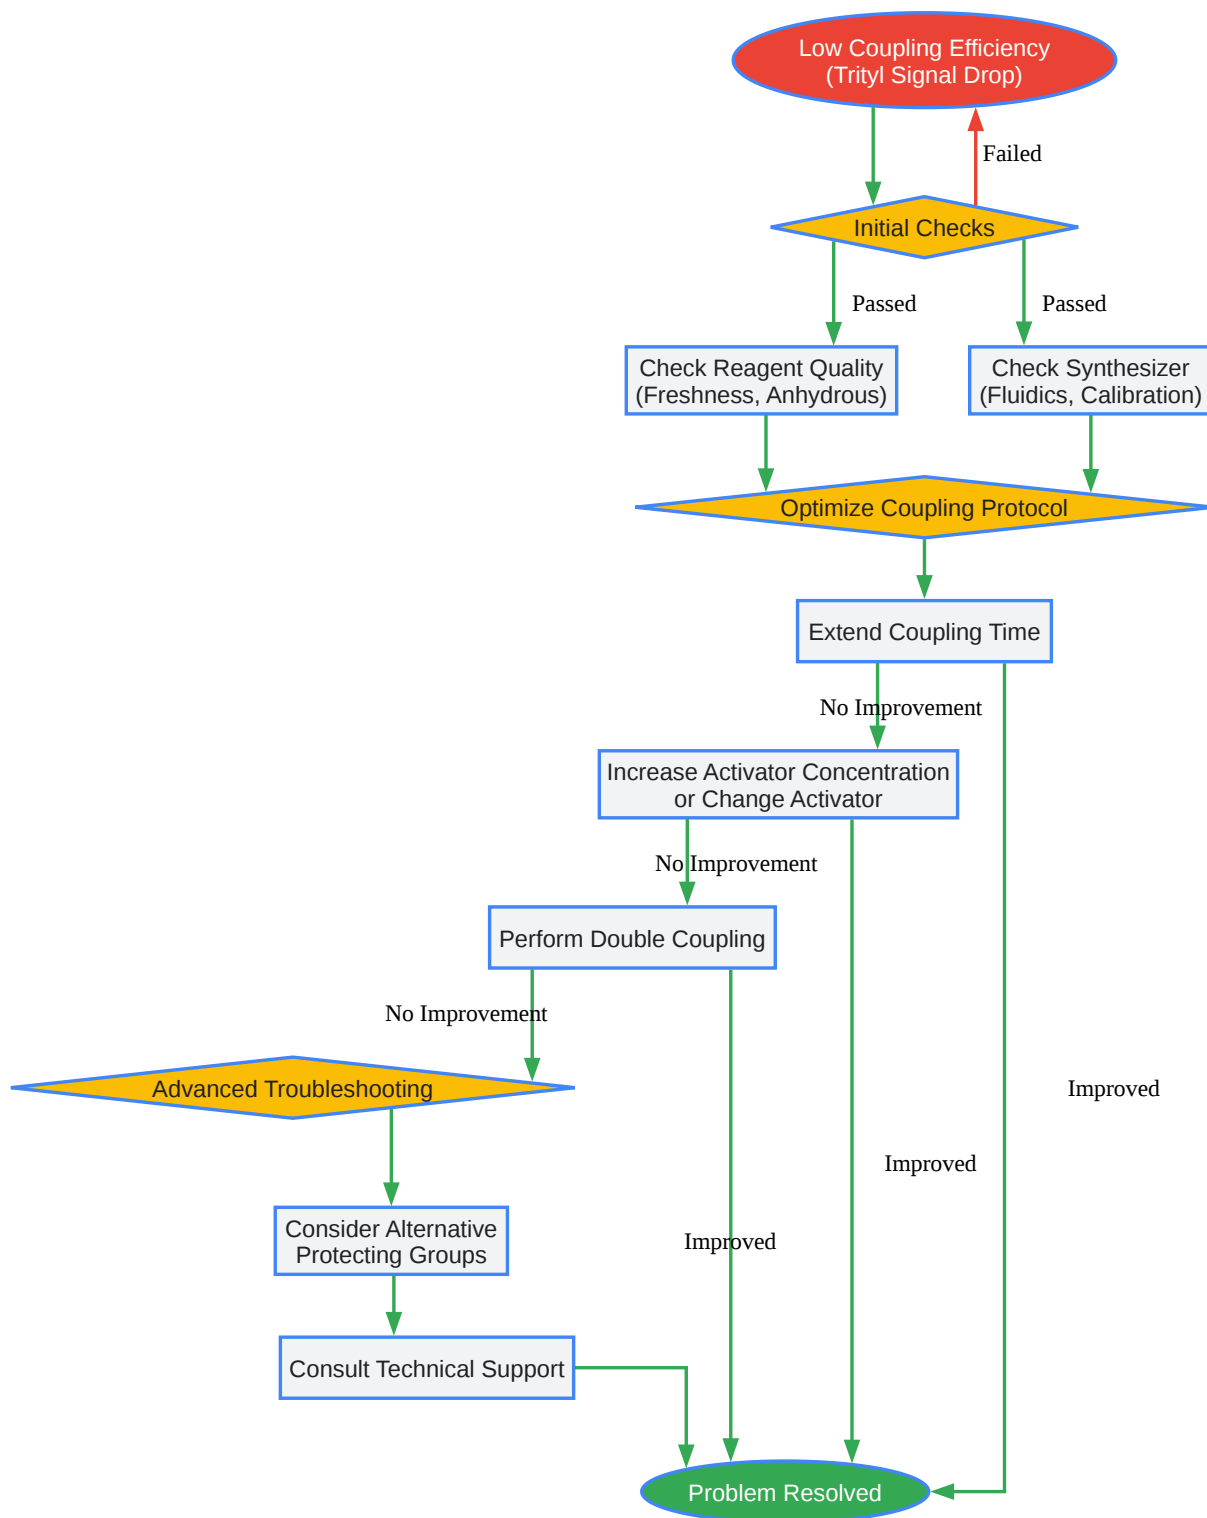 Low Coupling Efficiency
(Trityl Signal Drop)
Failed
Initial Checks
Passed
Passed
Check Reagent Quality
(Freshness, Anhydrous)
Check Synthesizer
(Fluidics, Calibration)
Optimize Coupling Protocol
Extend Coupling Time
No Improvement
Increase Activator Concentration
or Change Activator
No Improvement
Perform Double Coupling
No Improvement
Advanced Troubleshooting
Improved
Improved
Consider Alternative
Protecting Groups
Improved
Consult Technical Support
Problem Resolved